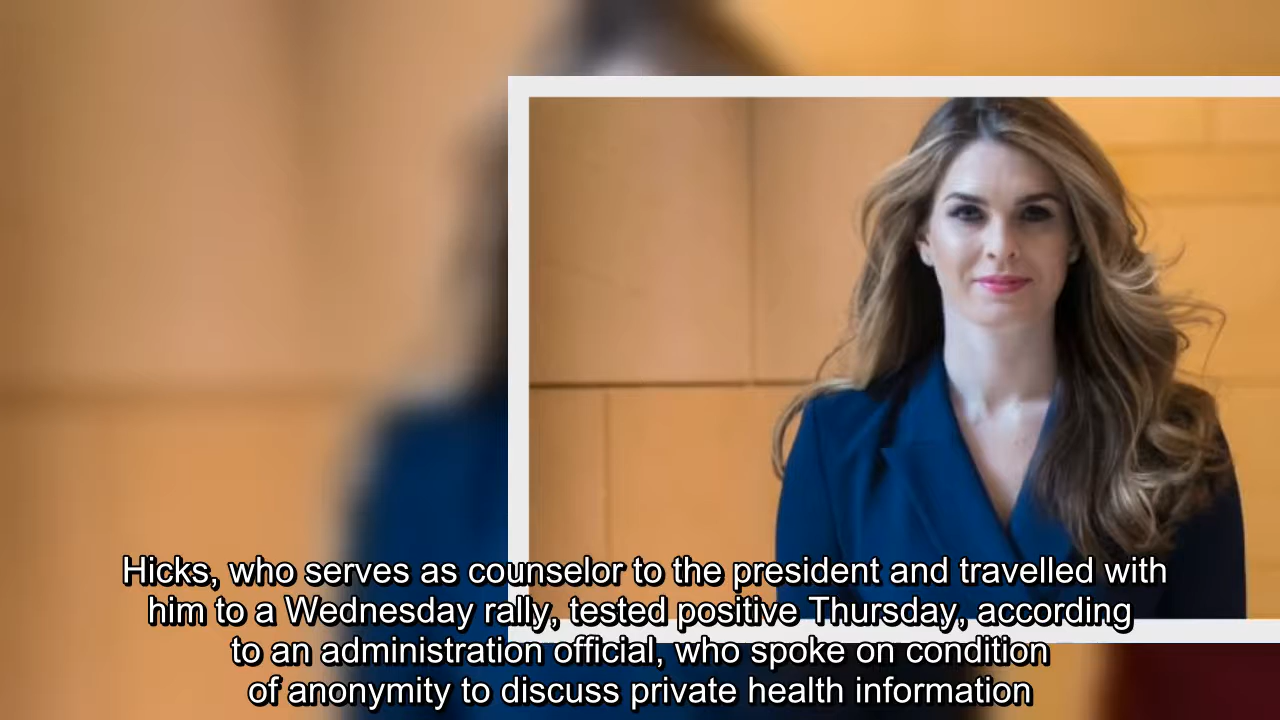 Hicks, who serves as counselor to the president and travelled with
him to a Wednesday rally, tested positive Thursday, according
to an administration official, who spoke on condition
of anonymity to discuss private health information